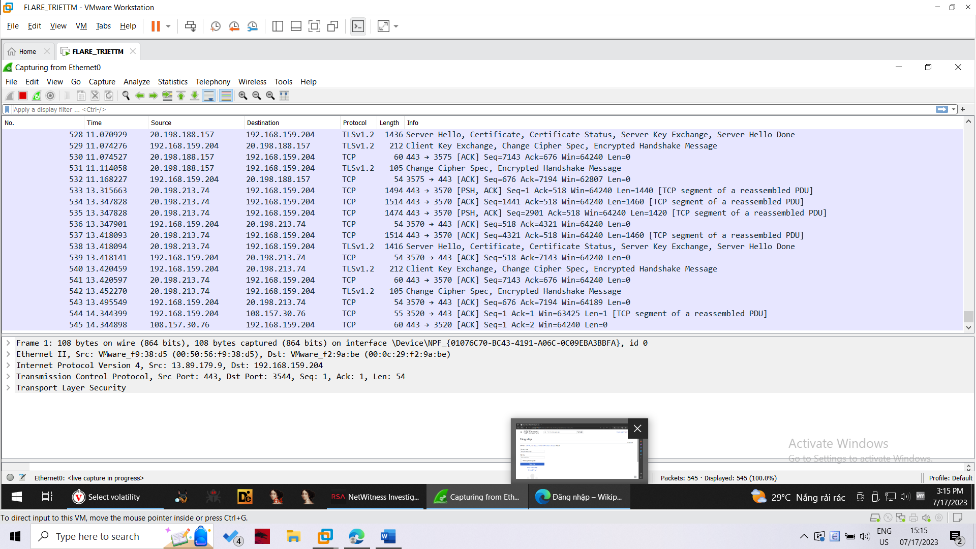 FLARE_TRIETTM - VMware Workstation
File Edit View VM Tabs Help
Home FLARE_TRIETTM
Capturing from Ethernet0
File Edit View Go Capture Analyze Statistics Telephony Wireless Tools Help
Apply a display filter ... <Ctrl-/>
No. Time Source Destination Protocol Length Info
528 11.070929 20.198.188.157 192.168.159.204 TLSv1.2 1436 Server Hello, Certificate, Certificate Status, Server Key Exchange, Server Hello Done
529 11.074276 192.168.159.204 20.198.188.157 TLSv1.2 212 Client Key Exchange, Change Cipher Spec, Encrypted Handshake Message
530 11.074527 20.198.188.157 192.168.159.204 TCP 60 443 → 3575 [ACK] Seq=7143 Ack=676 Win=64240 Len=0
531 11.114058 20.198.188.157 192.168.159.204 TLSv1.2 105 Change Cipher Spec, Encrypted Handshake Message
532 11.168227 192.168.159.204 20.198.188.157 TCP 54 3575 → 443 [ACK] Seq=676 Ack=7194 Win=62807 Len=0
533 13.315663 20.198.213.74 192.168.159.204 TCP 1494 443 → 3570 [PSH, ACK] Seq=1 Ack=518 Win=64240 Len=1440 [TCP segment of a reassembled PDU]
534 13.347828 20.198.213.74 192.168.159.204 TCP 1514 443 → 3570 [ACK] Seq=1441 Ack=518 Win=64240 Len=1460 [TCP segment of a reassembled PDU]
535 13.347828 20.198.213.74 192.168.159.204 TCP 1474 443 → 3570 [PSH, ACK] Seq=2901 Ack=518 Win=64240 Len=1420 [TCP segment of a reassembled PDU]
536 13.347901 192.168.159.204 20.198.213.74 TCP 54 3570 → 443 [ACK] Seq=518 Ack=4321 Win=64240 Len=0
537 13.418093 20.198.213.74 192.168.159.204 TCP 1514 443 → 3570 [ACK] Seq=4321 Ack=518 Win=64240 Len=1460 [TCP segment of a reassembled PDU]
538 13.418094 20.198.213.74 192.168.159.204 TLSv1.2 1416 Server Hello, Certificate, Certificate Status, Server Key Exchange, Server Hello Done
539 13.418141 192.168.159.204 20.198.213.74 TCP 54 3570 → 443 [ACK] Seq=518 Ack=7143 Win=64240 Len=0
540 13.420459 192.168.159.204 20.198.213.74 TLSv1.2 212 Client Key Exchange, Change Cipher Spec, Encrypted Handshake Message
541 13.420597 20.198.213.74 192.168.159.204 TCP 60 443 → 3570 [ACK] Seq=7143 Ack=676 Win=64240 Len=0
542 13.452270 20.198.213.74 192.168.159.204 TLSv1.2 105 Change Cipher Spec, Encrypted Handshake Message
543 13.495549 192.168.159.204 20.198.213.74 TCP 54 3570 → 443 [ACK] Seq=676 Ack=7194 Win=64189 Len=0
544 14.344399 192.168.159.204 108.157.30.76 TCP 55 3520 → 443 [ACK] Seq=1 Ack=1 Win=63425 Len=1 [TCP segment of a reassembled PDU]
545 14.344898 108.157.30.76 192.168.159.204 TCP 60 443 → 3520 [ACK] Seq=1 Ack=2 Win=64240 Len=0
Frame 1: 108 bytes on wire (864 bits), 108 bytes captured (864 bits) on interface \Device\NPF_{01076C70-BC43-4191-A06C-0C09EBA3BBFA}, id 0
Ethernet II, Src: VMware_f9:38:d5 (00:50:56:f9:38:d5), Dst: VMware_f2:9a:be (00:0c:29:f2:9a:be)
Internet Protocol Version 4, Src: 13.89.179.9, Dst: 192.168.159.204
Transmission Control Protocol, Src Port: 443, Dst Port: 3544, Seq: 1, Ack: 1, Len: 54
Transport Layer Security
Activate Windows
Go to Settings to activate Windows.
Ethernet0: <live capture in progress> Packets: 545 · Displayed: 545 (100.0%) Profile: Default
Select volatility RSA NetWitness Investig... Capturing from Eth... Đăng nhập – Wikip... 29°C Nắng rải rác 3:15 PM
7/17/2023
To direct input to this VM, move the mouse pointer inside or press Ctrl+G.
Type here to search 4 ENG 15:15
US 07/17/2023 2